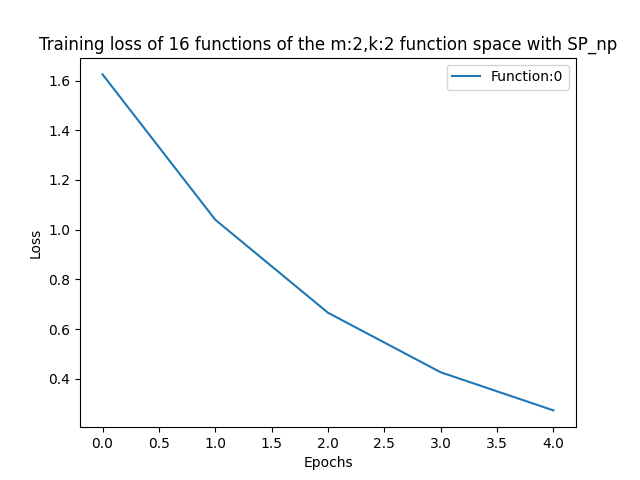 Training loss of 16 functions of the m:2,k:2 function space with SP_np
Function:0
Loss
1.6
1.4
1.2
1.0
0.8
0.6
0.4
0.0 0.5 1.0 1.5 2.0 2.5 3.0 3.5 4.0
Epochs